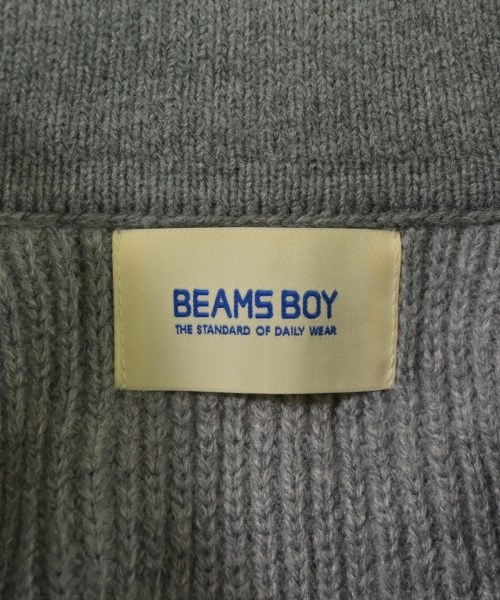 BEAMS BOY
THE STANDARD OF DAILY WEAR